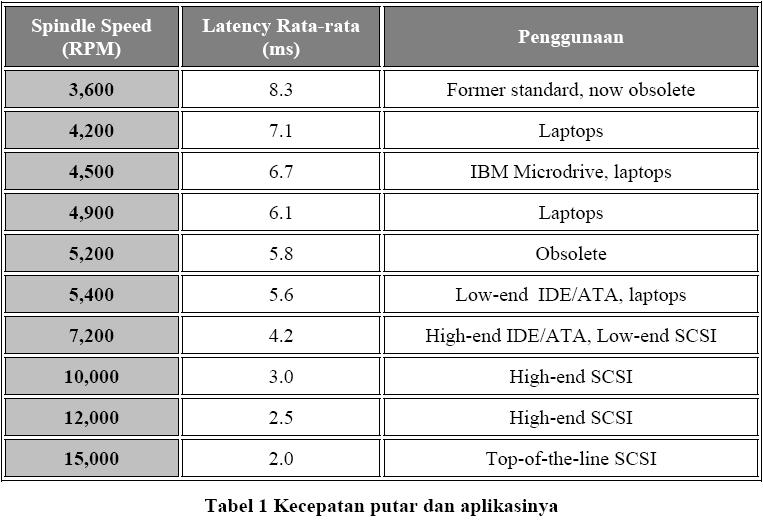 Spindle Speed (RPM) Latency Rata-rata (ms) Penggunaan
3,600 8.3 Former standard, now obsolete
4,200 7.1 Laptops
4,500 6.7 IBM Microdrive, laptops
4,900 6.1 Laptops
5,200 5.8 Obsolete
5,400 5.6 Low-end IDE/ATA, laptops
7,200 4.2 High-end IDE/ATA, Low-end SCSI
10,000 3.0 High-end SCSI
12,000 2.5 High-end SCSI
15,000 2.0 Top-of-the-line SCSI
Tabel 1 Kecepatan putar dan aplikasinya